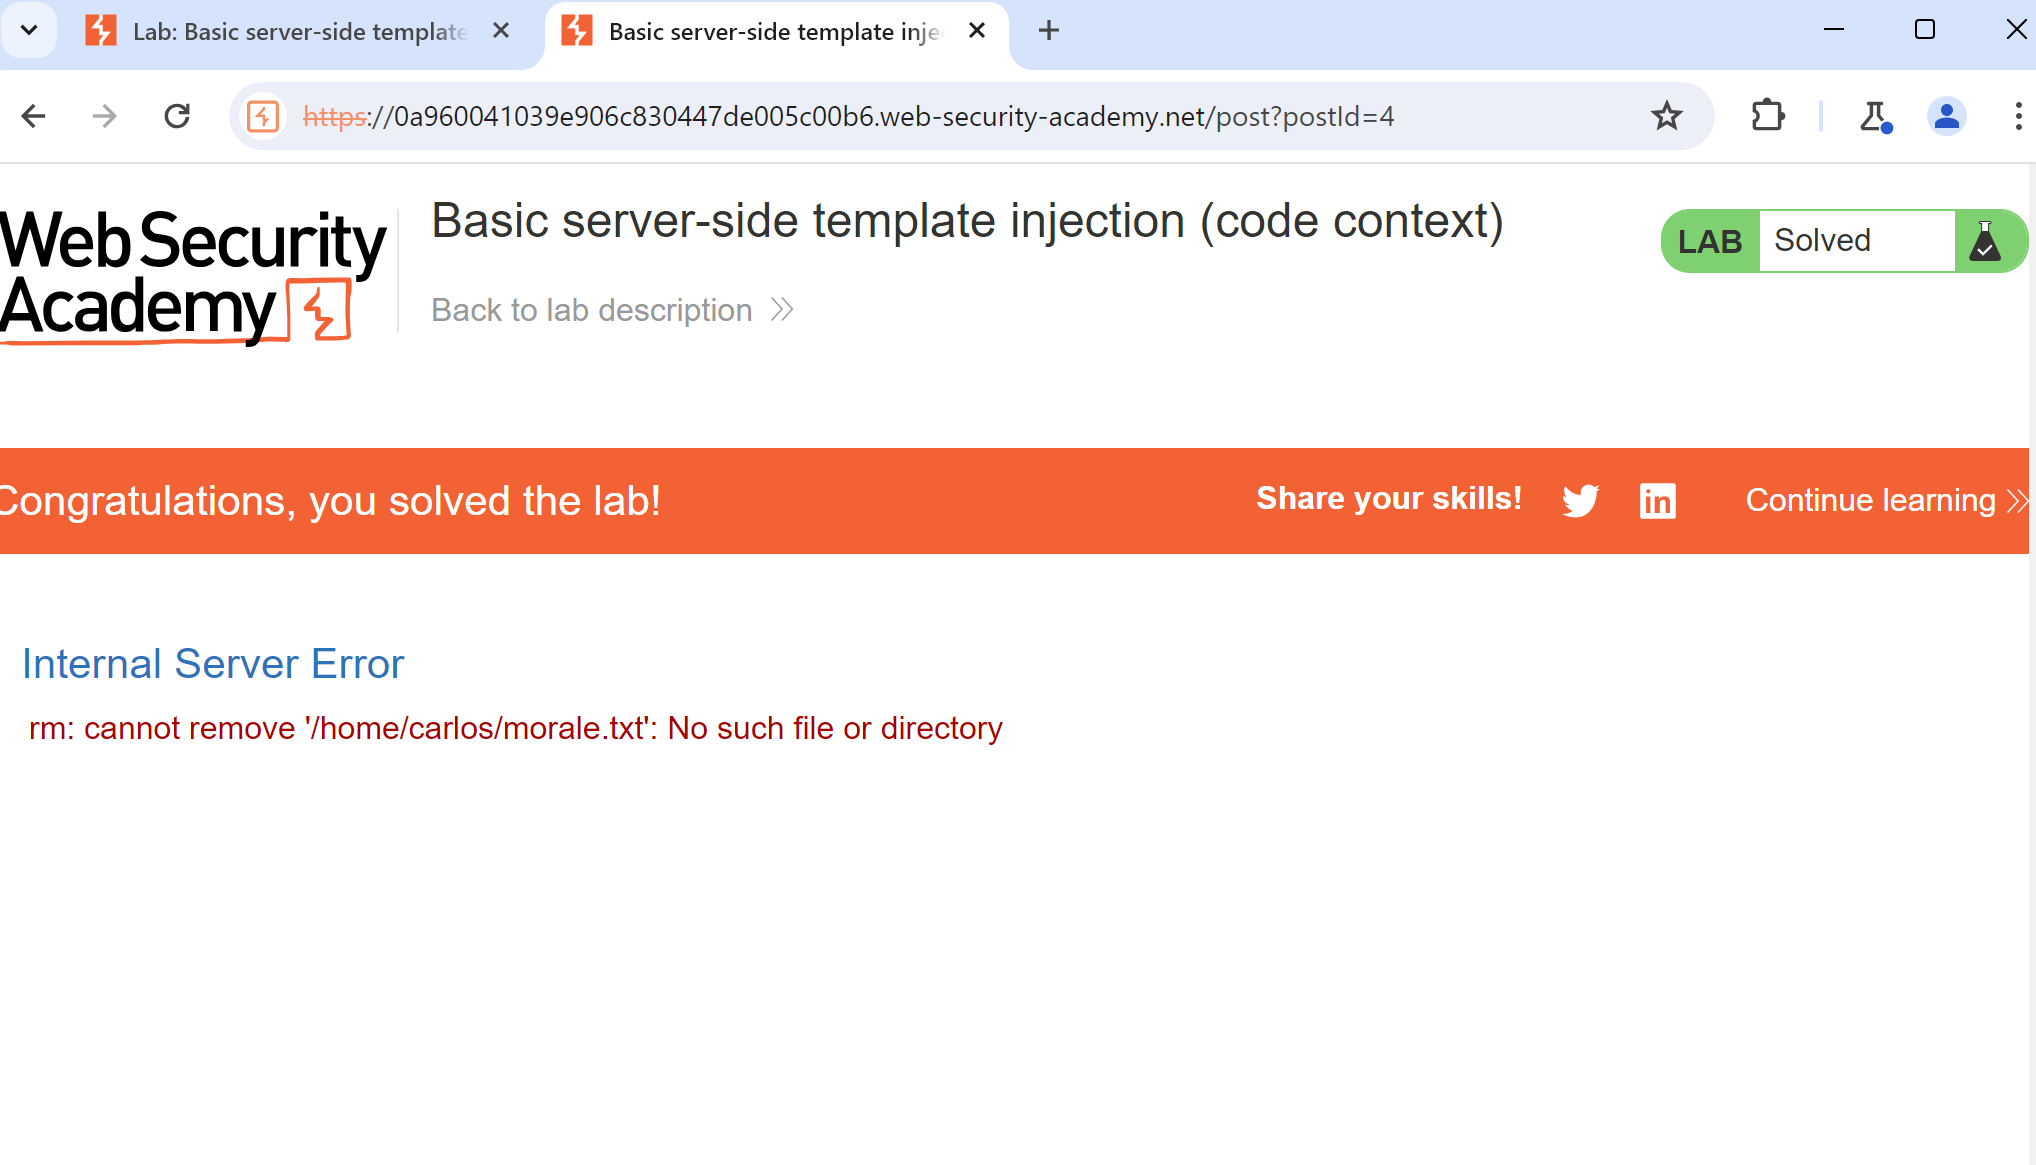 Lab: Basic server-side template
Basic server-side template inje
https://0a960041039e906c830447de005c00b6.web-security-academy.net/post?postId=4
Web Security
Academy
Basic server-side template injection (code context)
Back to lab description
LAB Solved
Congratulations, you solved the lab!
Share your skills!
in
Continue learning
Internal Server Error
rm: cannot remove '/home/carlos/morale.txt': No such file or directory